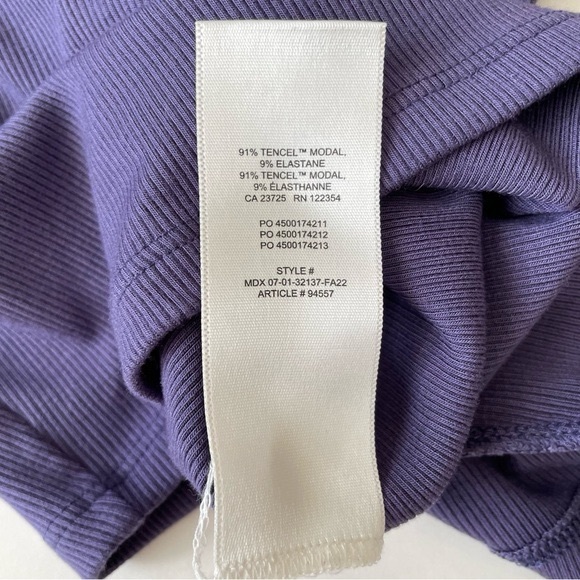 91% TENCEL™ MODAL,
9% ELASTANE
91% TENCEL™ MODAL,
9% ÉLASTHANNE
CA 23725 RN 122354
PO 4500174211
PO 4500174212
PO 4500174213
STYLE #
MDX 07-01-32137-FA22
ARTICLE # 94557